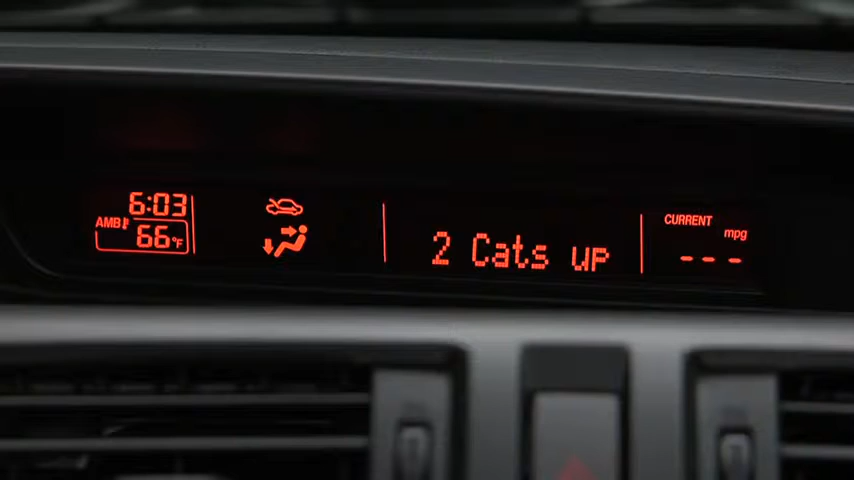 6:03
AMB 66°F
2 Cats up
CURRENT
mpg
---